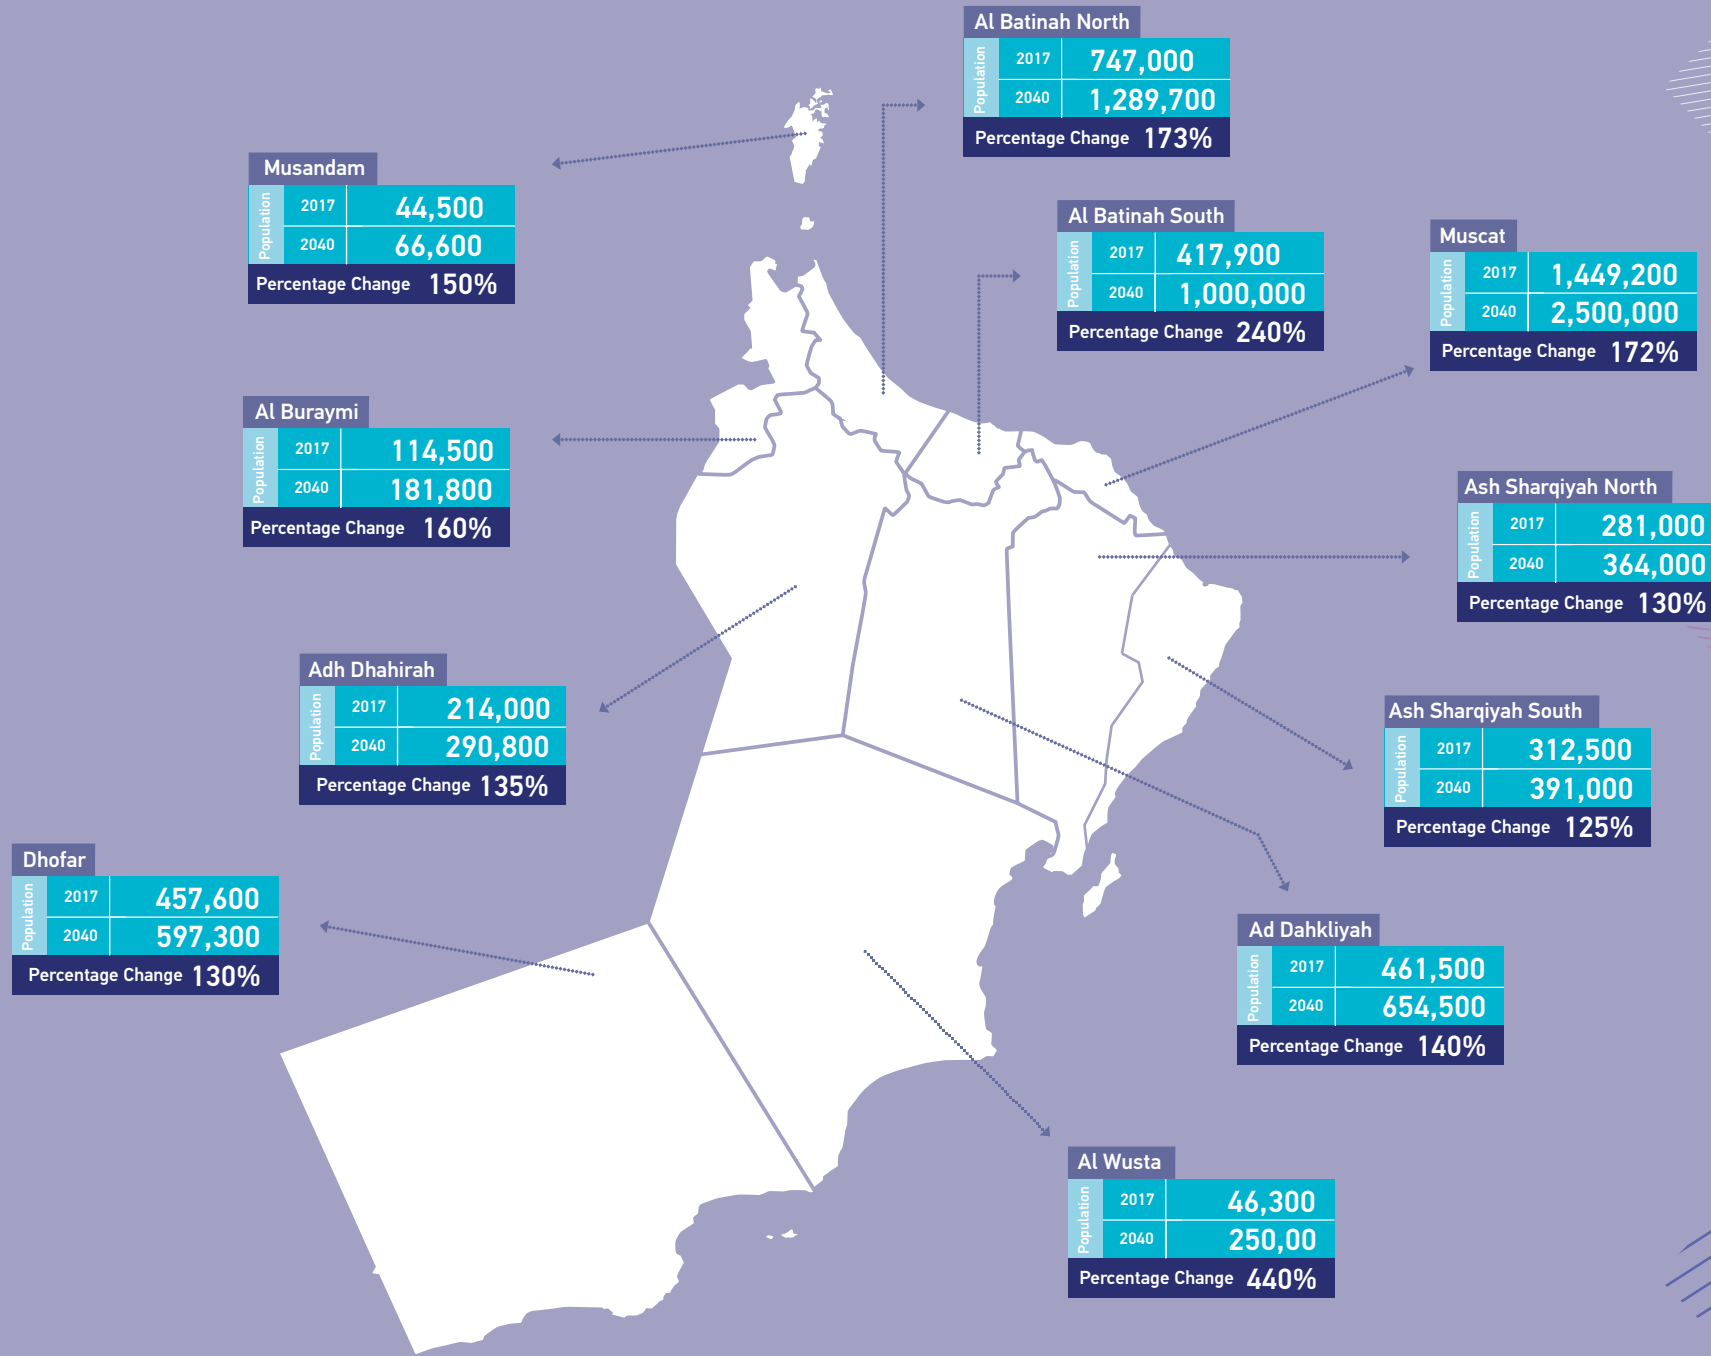 Al Batinah North
Population
2017 747,000
2040 1,289,700
Percentage Change 173%
Musandam
Population
2017 44,500
2040 66,600
Percentage Change 150%
Al Batinah South
Population
2017 417,900
2040 1,000,000
Percentage Change 240%
Muscat
Population
2017 1,449,200
2040 2,500,000
Percentage Change 172%
Al Buraymi
Population
2017 114,500
2040 181,800
Percentage Change 160%
Ash Sharqiyah North
Population
2017 281,000
2040 364,000
Percentage Change 130%
Adh Dhahirah
Population
2017 214,000
2040 290,800
Percentage Change 135%
Ash Sharqiyah South
Population
2017 312,500
2040 391,000
Percentage Change 125%
Dhofar
Population
2017 457,600
2040 597,300
Percentage Change 130%
Ad Dahkliyah
Population
2017 461,500
2040 654,500
Percentage Change 140%
Al Wusta
Population
2017 46,300
2040 250,00
Percentage Change 440%